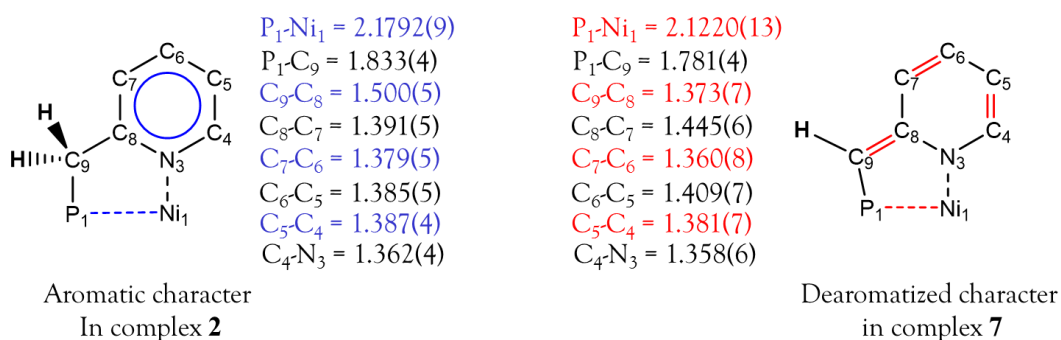 P₁-Ni₁ = 2.1792(9)
P₁-C₉ = 1.833(4)
C₉-C₈ = 1.500(5)
C₈-C₇ = 1.391(5)
C₇-C₆ = 1.379(5)
C₆-C₅ = 1.385(5)
C₅-C₄ = 1.387(4)
C₄-N₃ = 1.362(4)
C₆
C₇
C₅
H
C₈
C₄
H
C₉
N₃
P₁
Ni₁
Aromatic character
In complex 2
P₁-Ni₁ = 2.1220(13)
P₁-C₉ = 1.781(4)
C₉-C₈ = 1.373(7)
C₈-C₇ = 1.445(6)
C₇-C₆ = 1.360(8)
C₆-C₅ = 1.409(7)
C₅-C₄ = 1.381(7)
C₄-N₃ = 1.358(6)
C₆
C₇
C₅
H
C₈
C₄
C₉
N₃
P₁
Ni₁
Dearomatized character
in complex 7